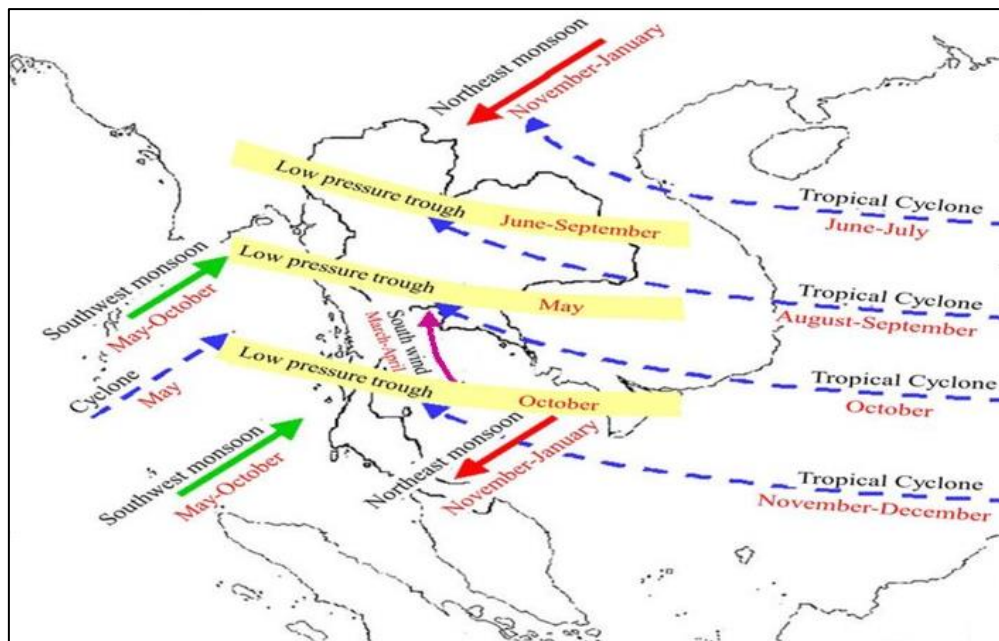 Northeast monsoon
November-January
Low pressure trough
June-September
Tropical Cyclone
June-July
Southwest monsoon
May-October
Low pressure trough
May
Tropical Cyclone
August-September
South wind
March-April
Cyclone
May
Low pressure trough
October
Tropical Cyclone
October
Southwest monsoon
May-October
Northeast monsoon
November-January
Tropical Cyclone
November-December